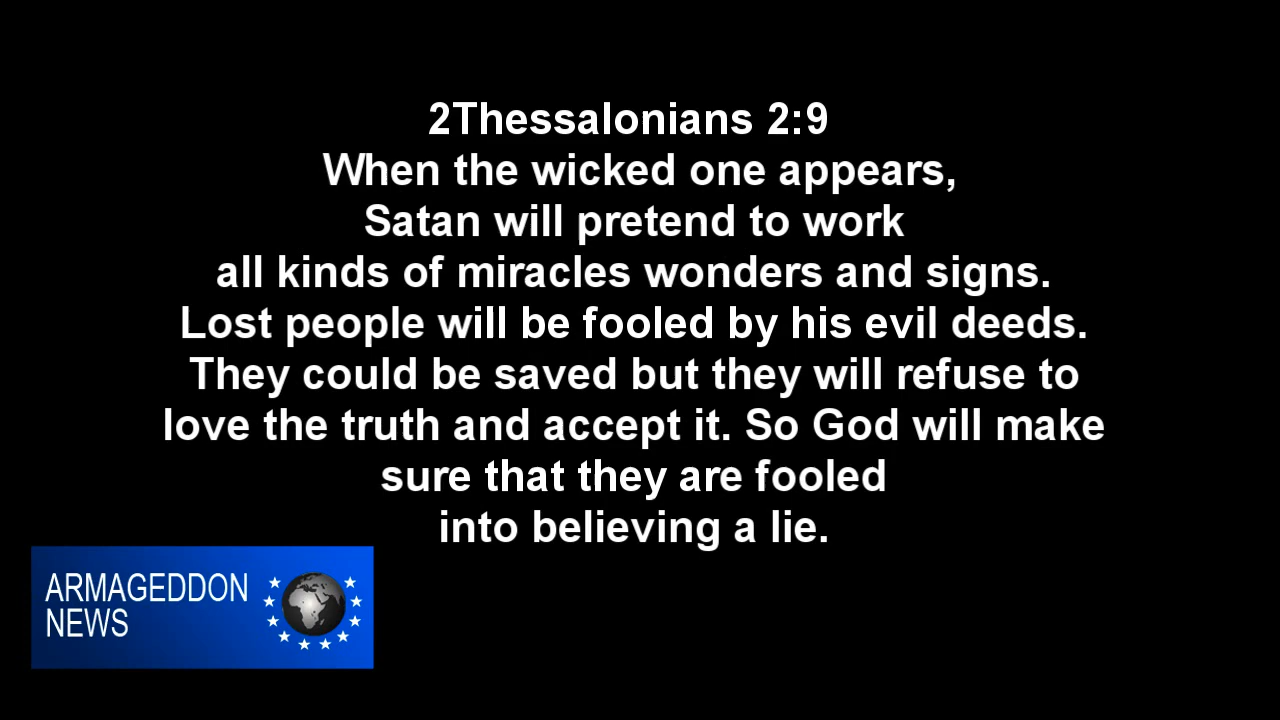 2Thessalonians 2:9
When the wicked one appears,
Satan will pretend to work
all kinds of miracles wonders and signs.
Lost people will be fooled by his evil deeds.
They could be saved but they will refuse to
love the truth and accept it. So God will make
sure that they are fooled
into believing a lie.
ARMAGEDDON
NEWS